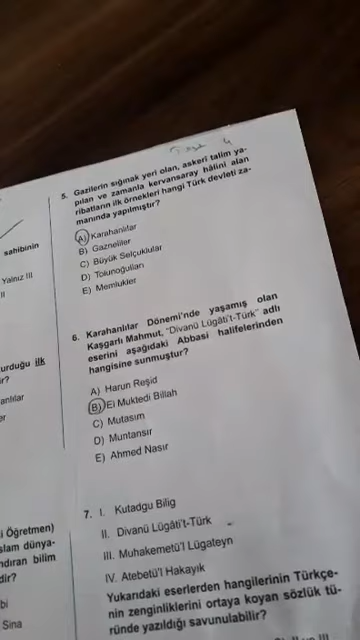 5. Gazilerin sığınak yeri olan, askerî talim ya-
pılan ve zamanla kervansaray hâlini alan
ribatların ilk örnekleri hangi Türk devleti za-
manında yapılmıştır?
A) Karahanlılar
B) Gazneliler
C) Büyük Selçuklular
D) Tolunoğulları
E) Memlukler
6. Karahanlılar Dönemi'nde yaşamış olan
Kaşgarlı Mahmut, "Divanü Lügâti't-Türk" adlı
eserini aşağıdaki Abbasi halifelerinden
hangisine sunmuştur?
A) Harun Reşid
B) El Muktedi Billah
C) Mutasım
D) Muntansır
E) Ahmed Nasır
7. I. Kutadgu Bilig
II. Divanü Lügâti't-Türk
III. Muhakemetü'l Lügateyn
IV. Atebetü'l Hakayık
Yukarıdaki eserlerden hangilerinin Türkçe-
nin zenginliklerini ortaya koyan sözlük tü-
ründe yazıldığı savunulabilir?
sahibinin
Yalnız III
II
urduğu ilk
ir?
anlılar
er
i Öğretmen)
slam dünya-
ndıran bilim
dir?
bi
Sina